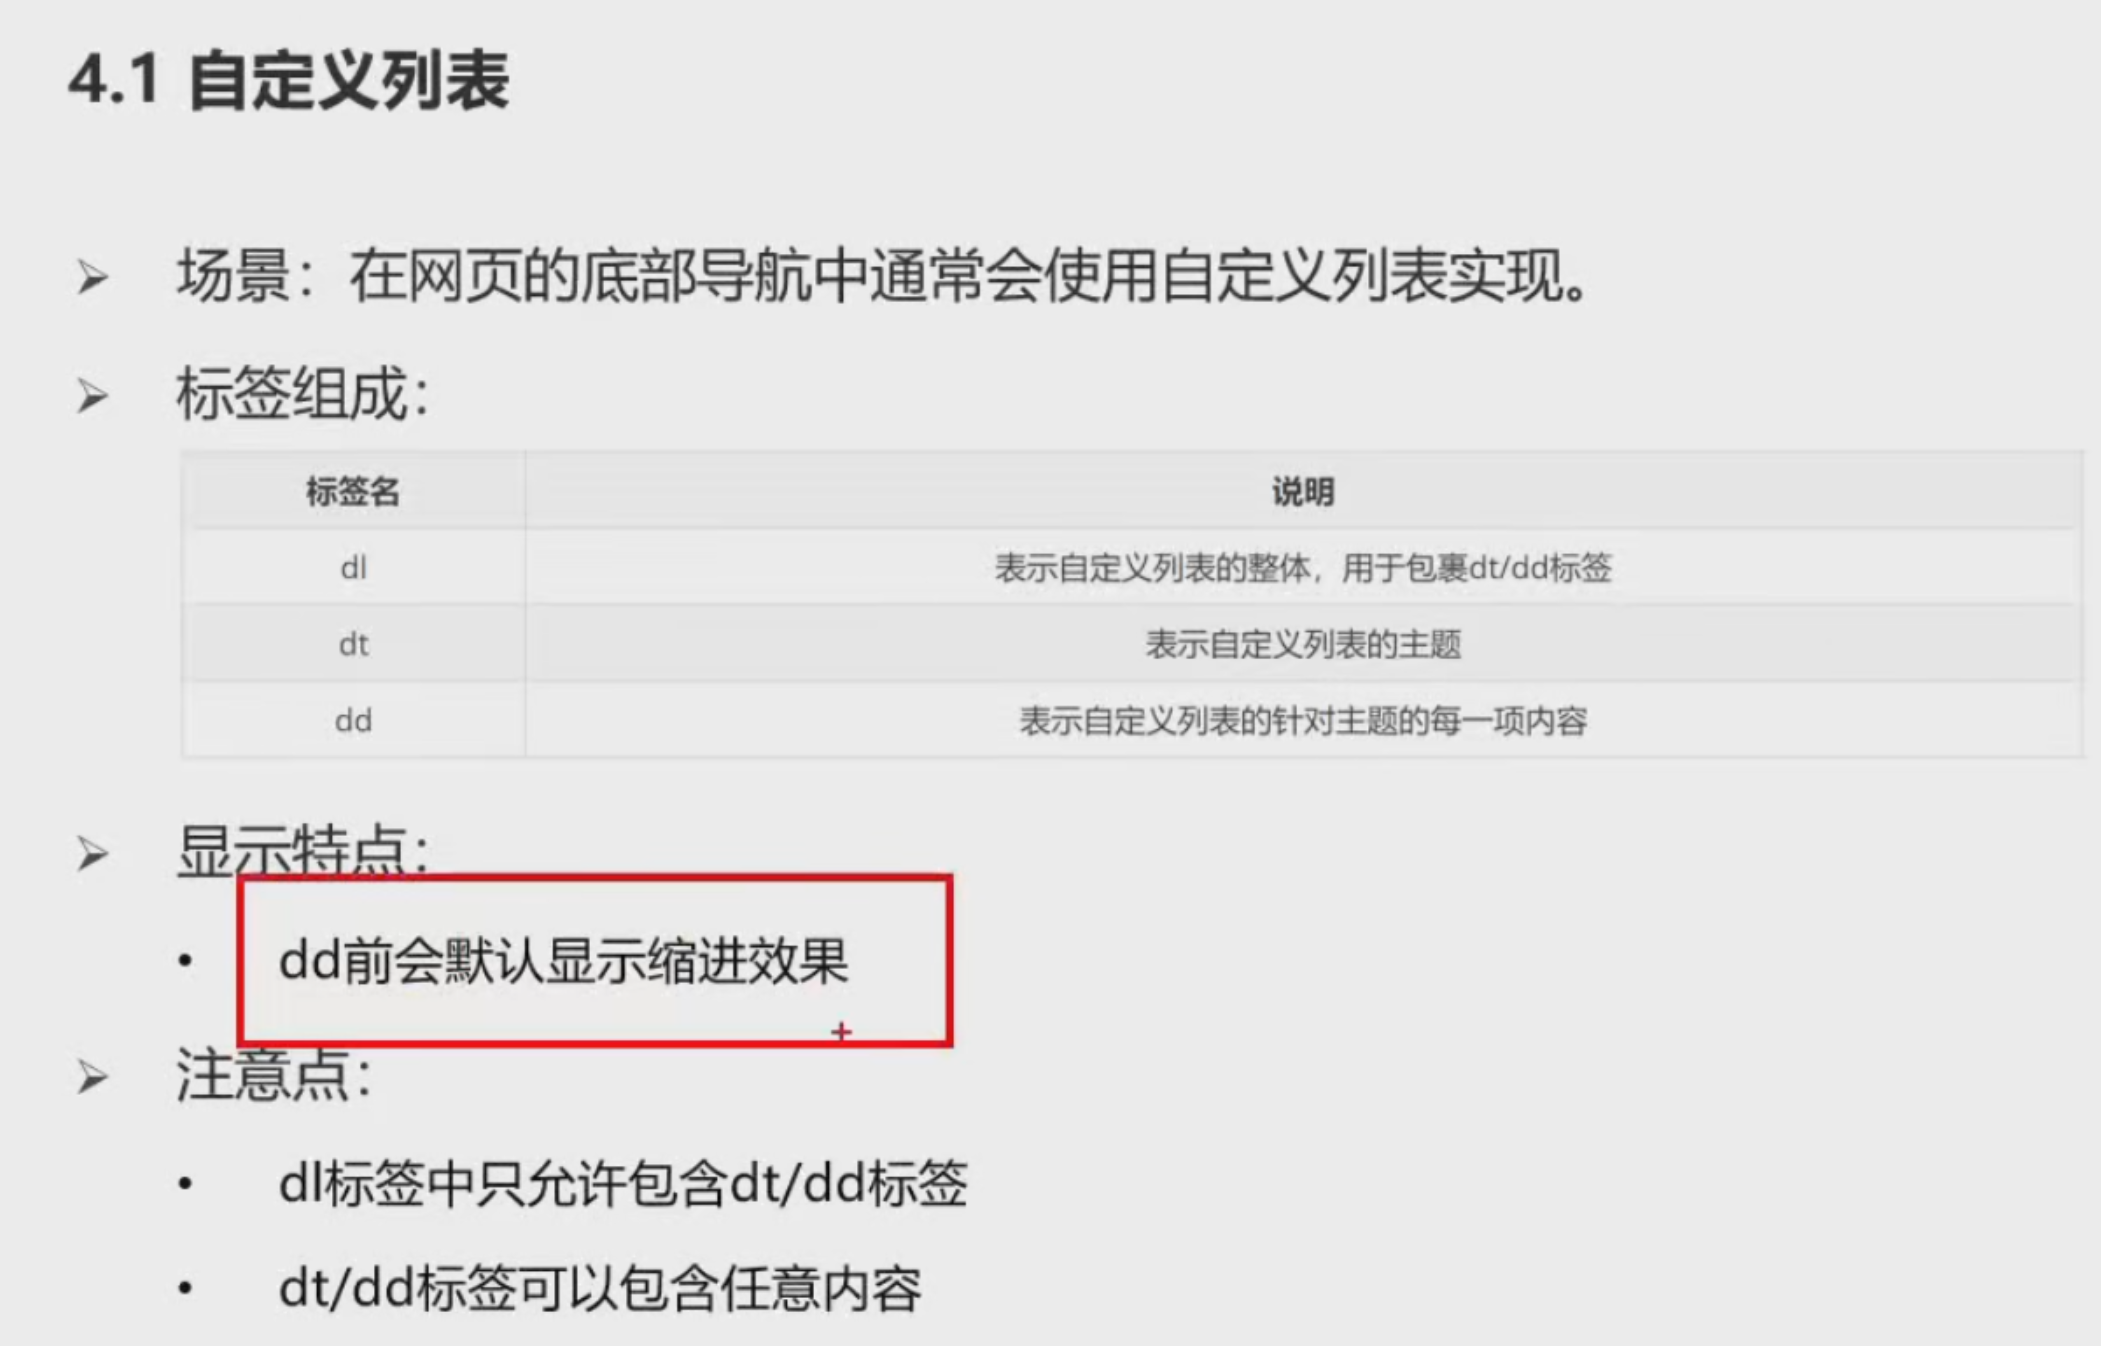 4.1 自定义列表
场景：在网页的底部导航中通常会使用自定义列表实现。
标签组成：
标签名 说明
dl 表示自定义列表的整体，用于包裹dt/dd标签
dt 表示自定义列表的主题
dd 表示自定义列表的针对主题的每一项内容
显示特点：
• dd前会默认显示缩进效果
注意点：
• dl标签中只允许包含dt/dd标签
• dt/dd标签可以包含任意内容